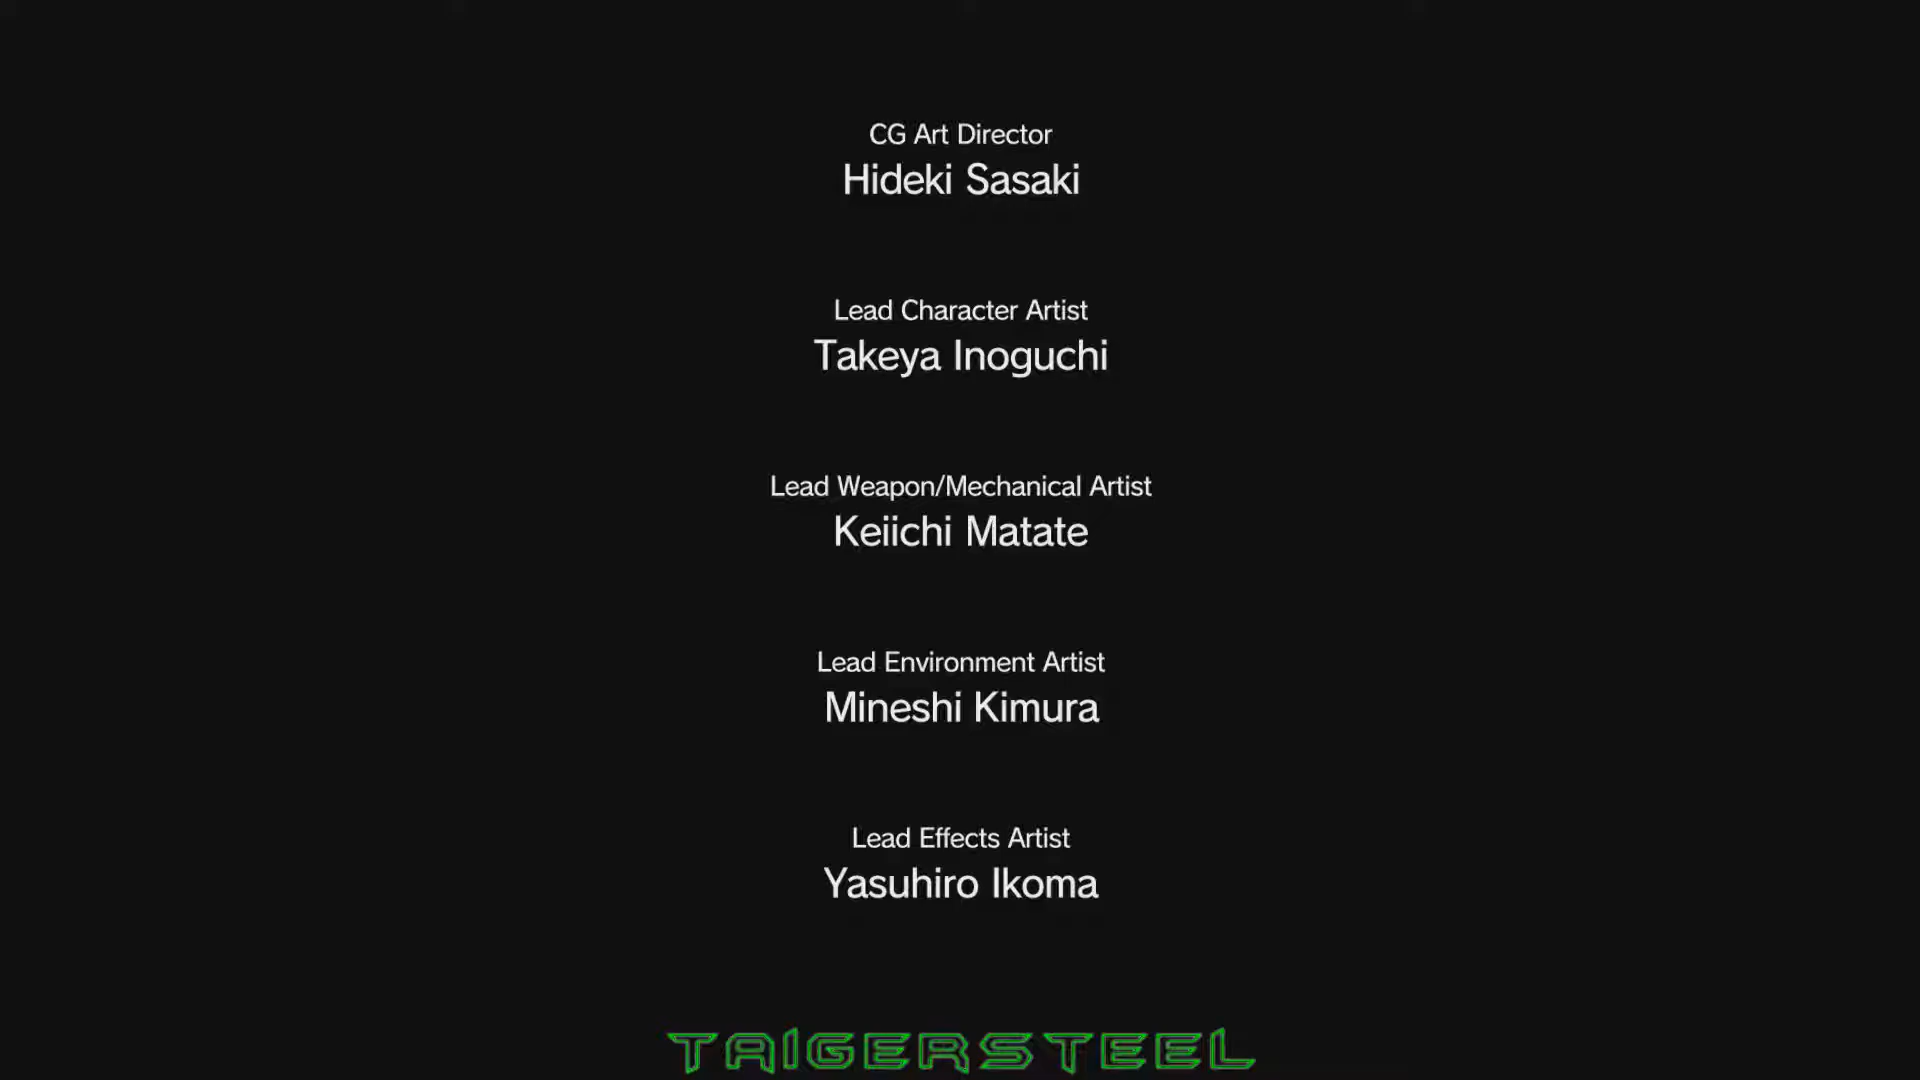 CG Art Director
Hideki Sasaki
Lead Character Artist
Takeya Inoguchi
Lead Weapon/Mechanical Artist
Keiichi Matate
Lead Environment Artist
Mineshi Kimura
Lead Effects Artist
Yasuhiro Ikoma
TAIGERSTEEL